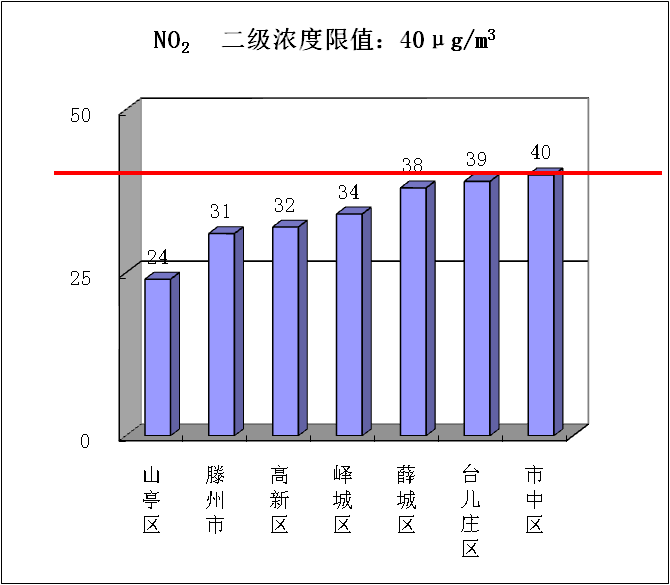 NO₂ 二级浓度限值：40μg/m³
50
25
0
24
31
32
34
38
39
40
山亭区
滕州市
高新区
峄城区
薛城区
台儿庄区
市中区